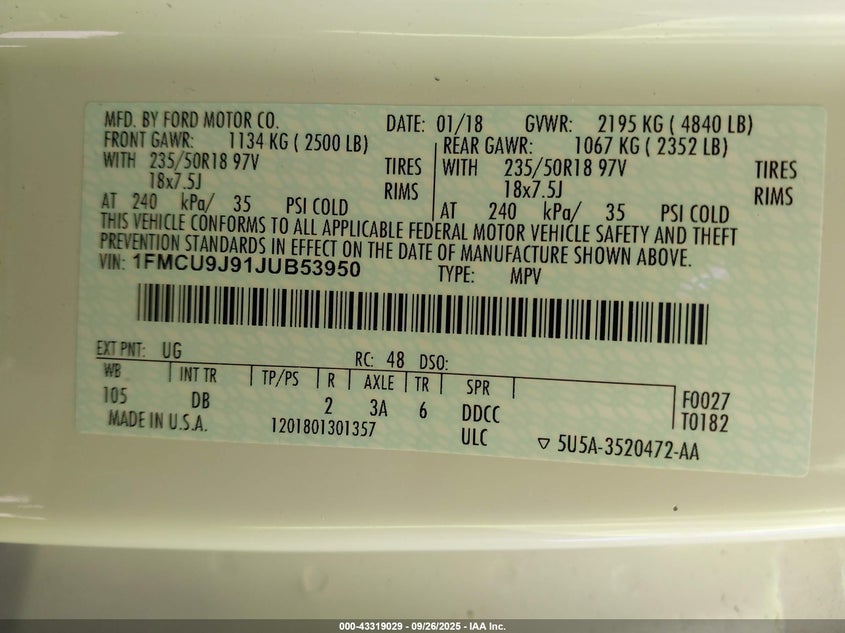 MFD. BY FORD MOTOR CO. DATE: 01/18 GVWR: 2195 KG ( 4840 LB)
FRONT GAWR: 1134 KG ( 2500 LB) REAR GAWR: 1067 KG ( 2352 LB)
WITH 235/50R18 97V TIRES WITH 235/50R18 97V TIRES
18x7.5J RIMS 18x7.5J RIMS
AT 240 kPa/ 35 PSI COLD AT 240 kPa/ 35 PSI COLD
THIS VEHICLE CONFORMS TO ALL APPLICABLE FEDERAL MOTOR VEHICLE SAFETY AND THEFT
PREVENTION STANDARDS IN EFFECT ON THE DATE OF MANUFACTURE SHOWN ABOVE.
VIN: 1FMCU9J91JUB53950 TYPE: MPV
EXT PNT: UG RC: 48 DSO:
WB INT TR TP/PS R AXLE TR SPR F0027
105 DB 2 3A 6 DDCC T0182
MADE IN U.S.A. 1201801301357 ULC ▽ 5U5A-3520472-AA
000-43319029 - 09/26/2025 - IAA Inc.